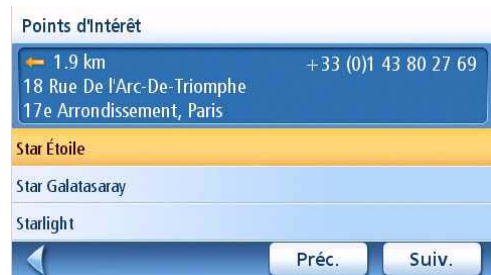 Points d'Intérêt
1.9 km +33 (0)1 43 80 27 69
18 Rue De l'Arc-De-Triomphe
17e Arrondissement, Paris
Star Étoile
Star Galatasaray
Starlight
Préc. Suiv.